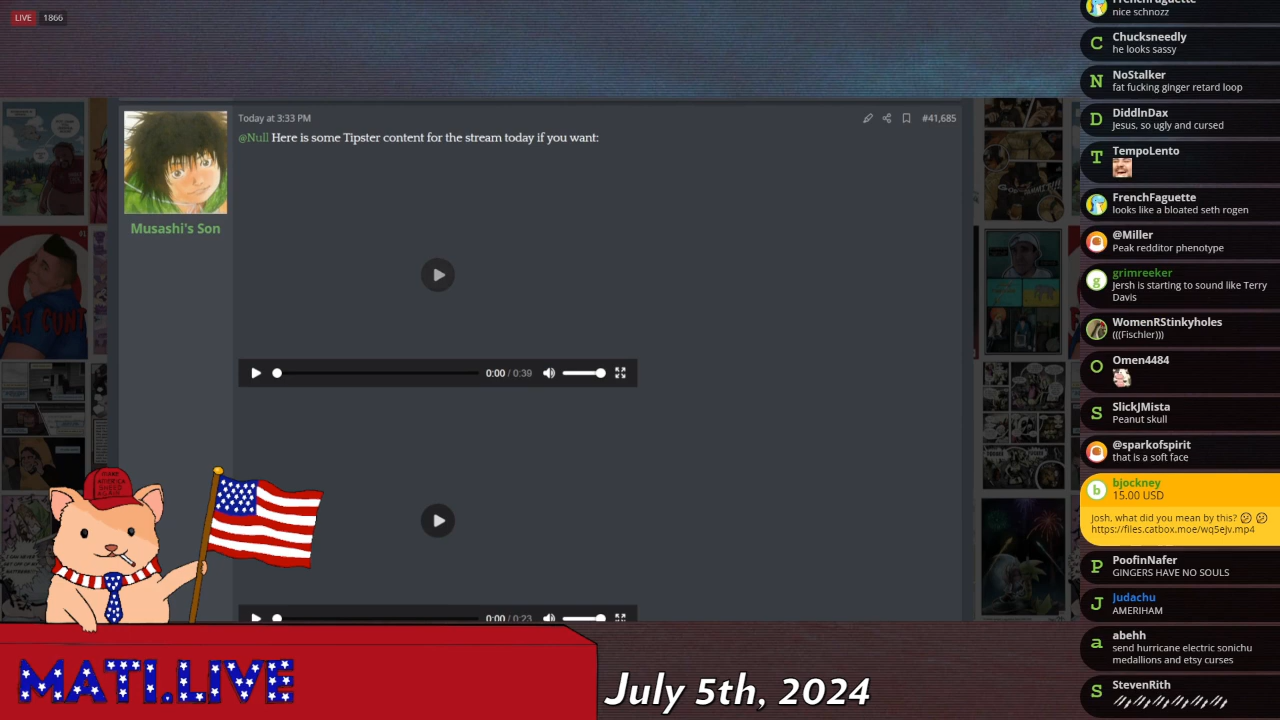 LIVE 1866
Today at 3:33 PM
#41,685
@Null Here is some Tipster content for the stream today if you want:
Musashi's Son
0:00 / 0:39
0:00 / 0:23
MATI.LIVE
July 5th, 2024
FrenchFaguette
nice schnozz
C
Chucksneedly
he looks sassy
N
NoStalker
fat fucking ginger retard loop
D
DiddlnDax
Jesus, so ugly and cursed
T
TempoLento
FrenchFaguette
looks like a bloated seth rogen
@Miller
Peak redditor phenotype
g
grimreeker
Jersh is starting to sound like Terry
Davis
WomenRStinkyholes
(((Fischler)))
O
Omen4484
S
SlickJMista
Peanut skull
@sparkofspirit
that is a soft face
b
bjockney
15.00 USD
Josh, what did you mean by this?
https://files.catbox.moe/wq5ejv.mp4
P
PoofinNafer
GINGERS HAVE NO SOULS
J
Judachu
AMERIHAM
a
abehh
send hurricane electric sonichu
medallions and etsy curses
S
StevenRith